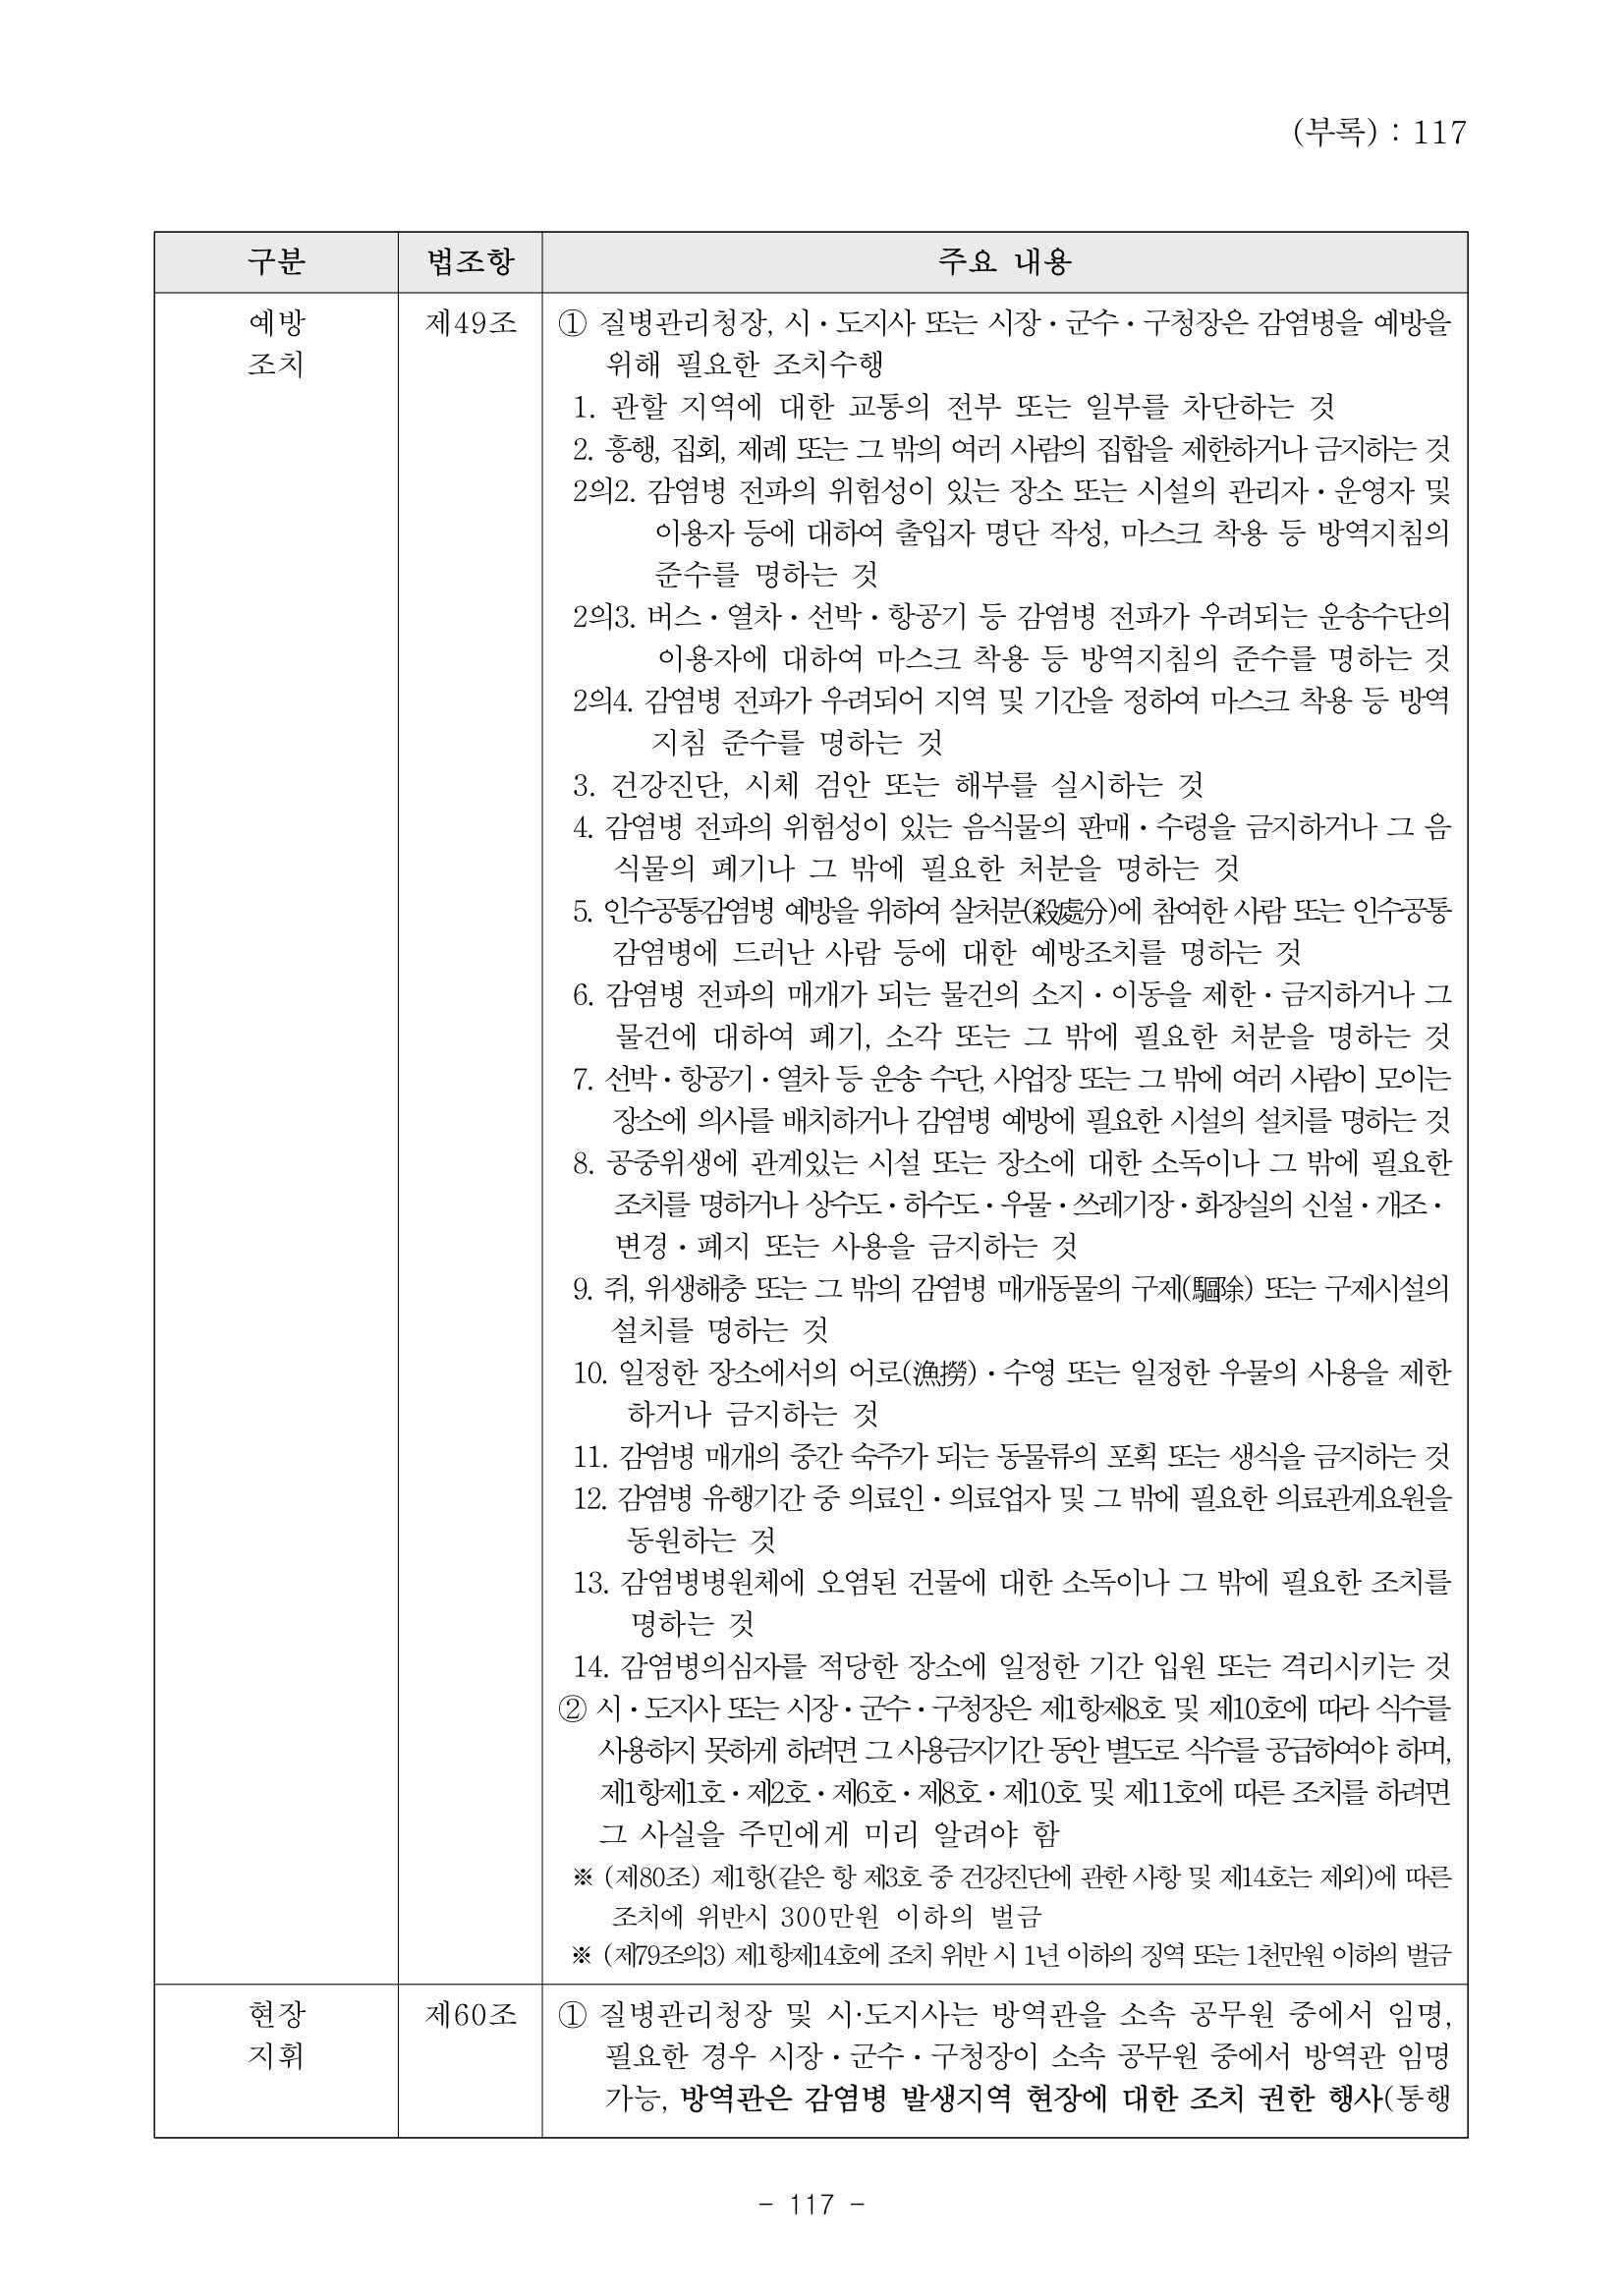 (부록) : 117
구분 법조항 주요 내용
예방 제49조 ① 질병관리청장, 시・도지사 또는 시장・군수・구청장은 감염병을 예방을
조치 위해 필요한 조치수행
1. 관할 지역에 대한 교통의 전부 또는 일부를 차단하는 것
2. 흥행, 집회, 제례 또는 그 밖의 여러 사람의 집합을 제한하거나 금지하는 것
2의2. 감염병 전파의 위험성이 있는 장소 또는 시설의 관리자・운영자 및
이용자 등에 대하여 출입자 명단 작성, 마스크 착용 등 방역지침의
준수를 명하는 것
2의3. 버스・열차・선박・항공기 등 감염병 전파가 우려되는 운송수단의
이용자에 대하여 마스크 착용 등 방역지침의 준수를 명하는 것
2의4. 감염병 전파가 우려되어 지역 및 기간을 정하여 마스크 착용 등 방역
지침 준수를 명하는 것
3. 건강진단, 시체 검안 또는 해부를 실시하는 것
4. 감염병 전파의 위험성이 있는 음식물의 판매・수령을 금지하거나 그 음
식물의 폐기나 그 밖에 필요한 처분을 명하는 것
5. 인수공통감염병 예방을 위하여 살처분(殺處分)에 참여한 사람 또는 인수공통
감염병에 드러난 사람 등에 대한 예방조치를 명하는 것
6. 감염병 전파의 매개가 되는 물건의 소지・이동을 제한・금지하거나 그
물건에 대하여 폐기, 소각 또는 그 밖에 필요한 처분을 명하는 것
7. 선박・항공기・열차 등 운송 수단, 사업장 또는 그 밖에 여러 사람이 모이는
장소에 의사를 배치하거나 감염병 예방에 필요한 시설의 설치를 명하는 것
8. 공중위생에 관계있는 시설 또는 장소에 대한 소독이나 그 밖에 필요한
조치를 명하거나 상수도・하수도・우물・쓰레기장・화장실의 신설・개조・
변경・폐지 또는 사용을 금지하는 것
9. 쥐, 위생해충 또는 그 밖의 감염병 매개동물의 구제(驅除) 또는 구제시설의
설치를 명하는 것
10. 일정한 장소에서의 어로(漁撈)・수영 또는 일정한 우물의 사용을 제한
하거나 금지하는 것
11. 감염병 매개의 중간 숙주가 되는 동물류의 포획 또는 생식을 금지하는 것
12. 감염병 유행기간 중 의료인・의료업자 및 그 밖에 필요한 의료관계요원을
동원하는 것
13. 감염병병원체에 오염된 건물에 대한 소독이나 그 밖에 필요한 조치를
명하는 것
14. 감염병의심자를 적당한 장소에 일정한 기간 입원 또는 격리시키는 것
② 시・도지사 또는 시장・군수・구청장은 제1항제8호 및 제10호에 따라 식수를
사용하지 못하게 하려면 그 사용금지기간 동안 별도로 식수를 공급하여야 하며,
제1항제1호・제2호・제6호・제8호・제10호 및 제11호에 따른 조치를 하려면
그 사실을 주민에게 미리 알려야 함
※ (제80조) 제1항(같은 항 제3호 중 건강진단에 관한 사항 및 제14호는 제외)에 따른
조치에 위반시 300만원 이하의 벌금
※ (제79조의3) 제1항제14호에 조치 위반 시 1년 이하의 징역 또는 1천만원 이하의 벌금
현장 제60조 ① 질병관리청장 및 시·도지사는 방역관을 소속 공무원 중에서 임명,
지휘 필요한 경우 시장・군수・구청장이 소속 공무원 중에서 방역관 임명
가능, 방역관은 감염병 발생지역 현장에 대한 조치 권한 행사(통행
- 117 -